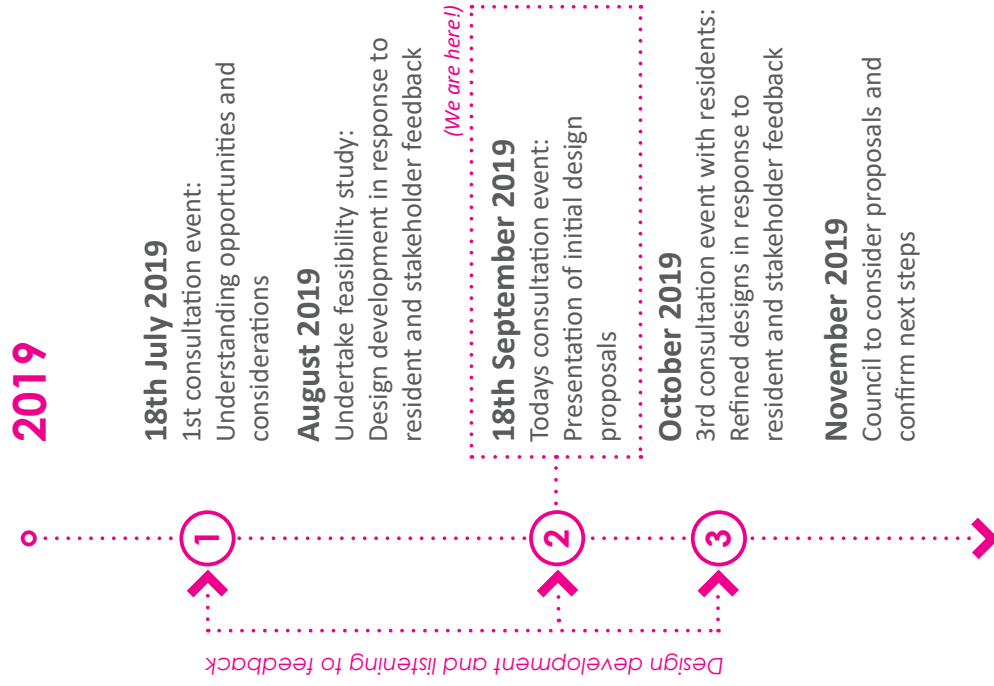 2019
18th July 2019
1st consultation event:
Understanding opportunities and
considerations
August 2019
Undertake feasibility study:
Design development in response to
resident and stakeholder feedback
(We are here!)
18th September 2019
Todays consultation event:
Presentation of initial design
proposals
October 2019
3rd consultation event with residents:
Refined designs in response to
resident and stakeholder feedback
November 2019
Council to consider proposals and
confirm next steps
1
2
3
Design development and listening to feedback